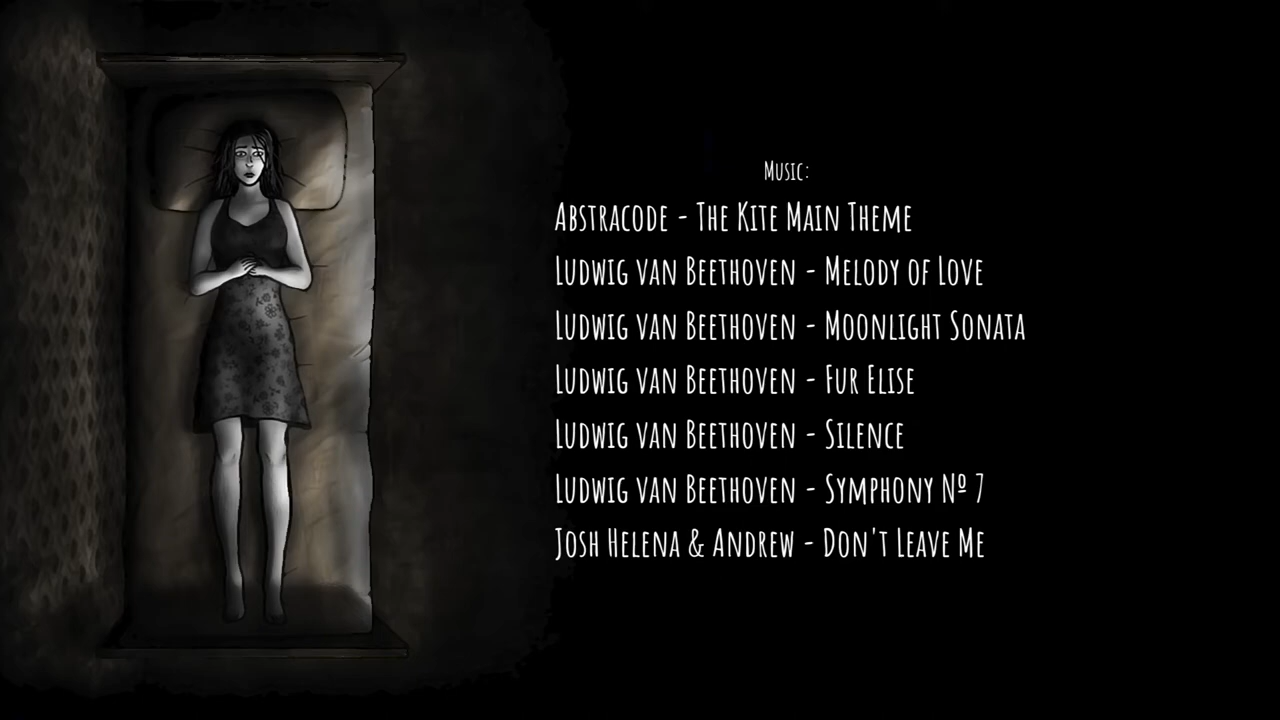 Music:
Abstracode - The Kite Main Theme
Ludwig van Beethoven - Melody of Love
Ludwig van Beethoven - Moonlight Sonata
Ludwig van Beethoven - Fur Elise
Ludwig van Beethoven - Silence
Ludwig van Beethoven - Symphony Nº 7
Josh Helena & Andrew - Don't Leave Me